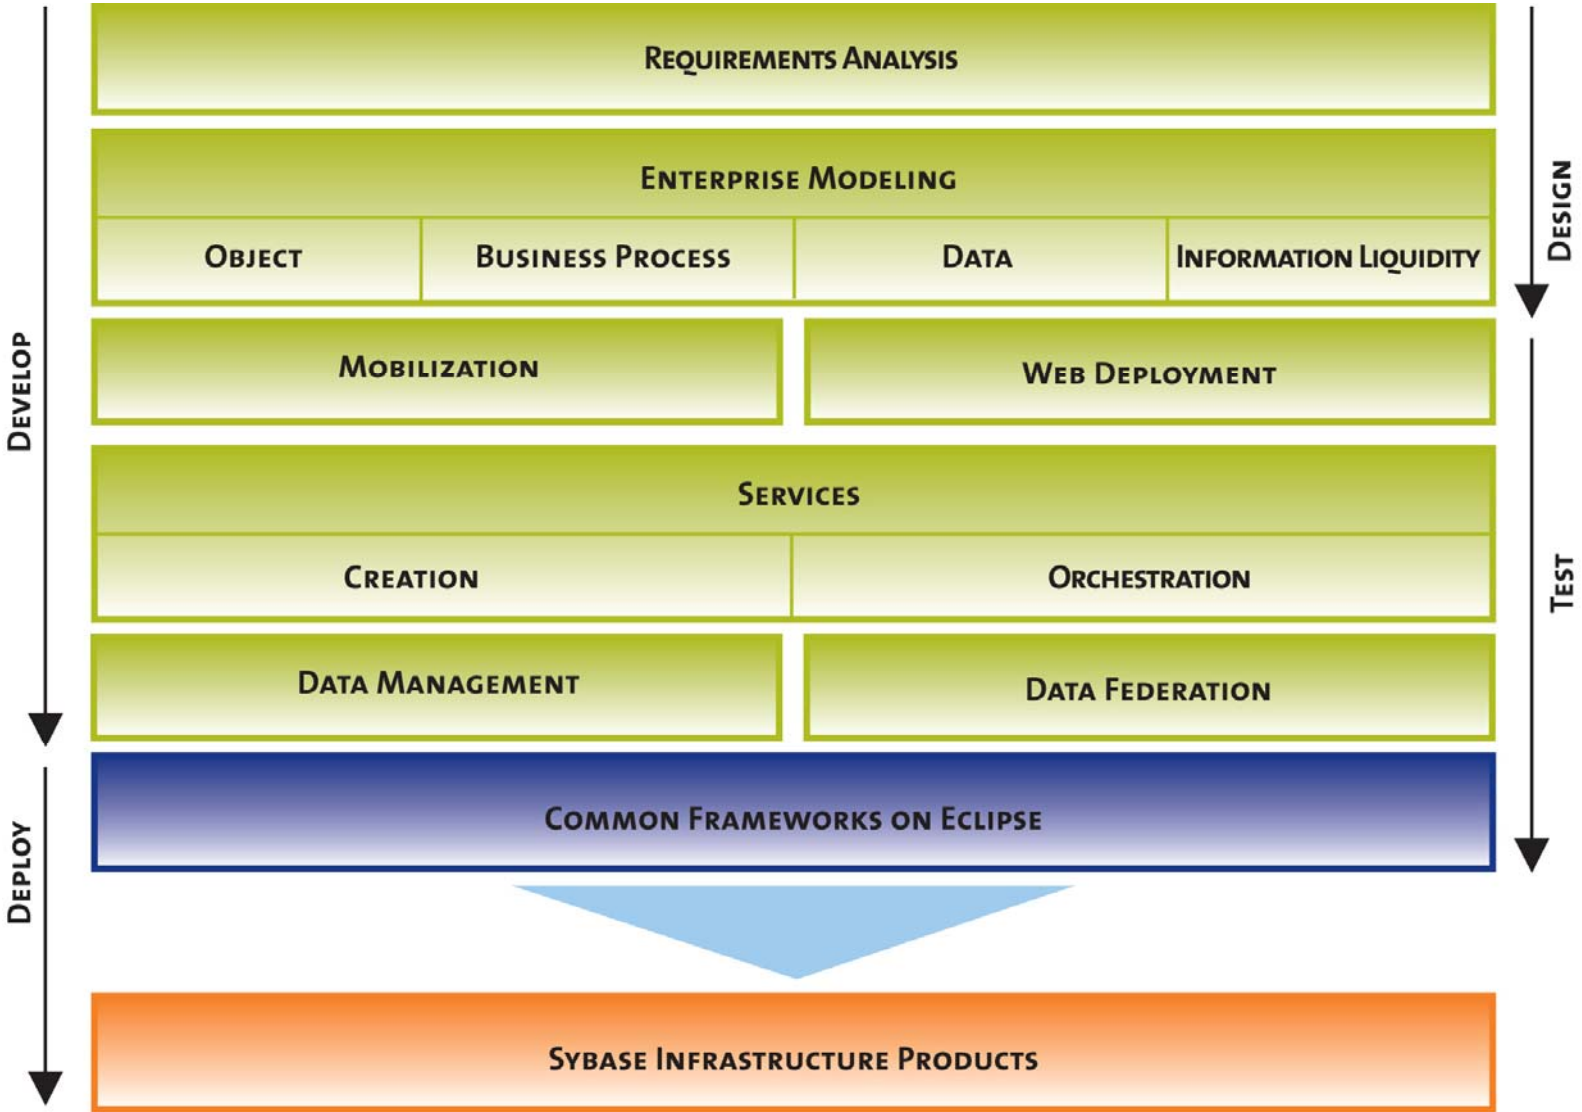 Requirements Analysis
Enterprise Modeling
Object
Business Process
Data
Information Liquidity
Design
Develop
Mobilization
Web Deployment
Services
Creation
Orchestration
Test
Data Management
Data Federation
Common Frameworks on Eclipse
Deploy
Sybase Infrastructure Products